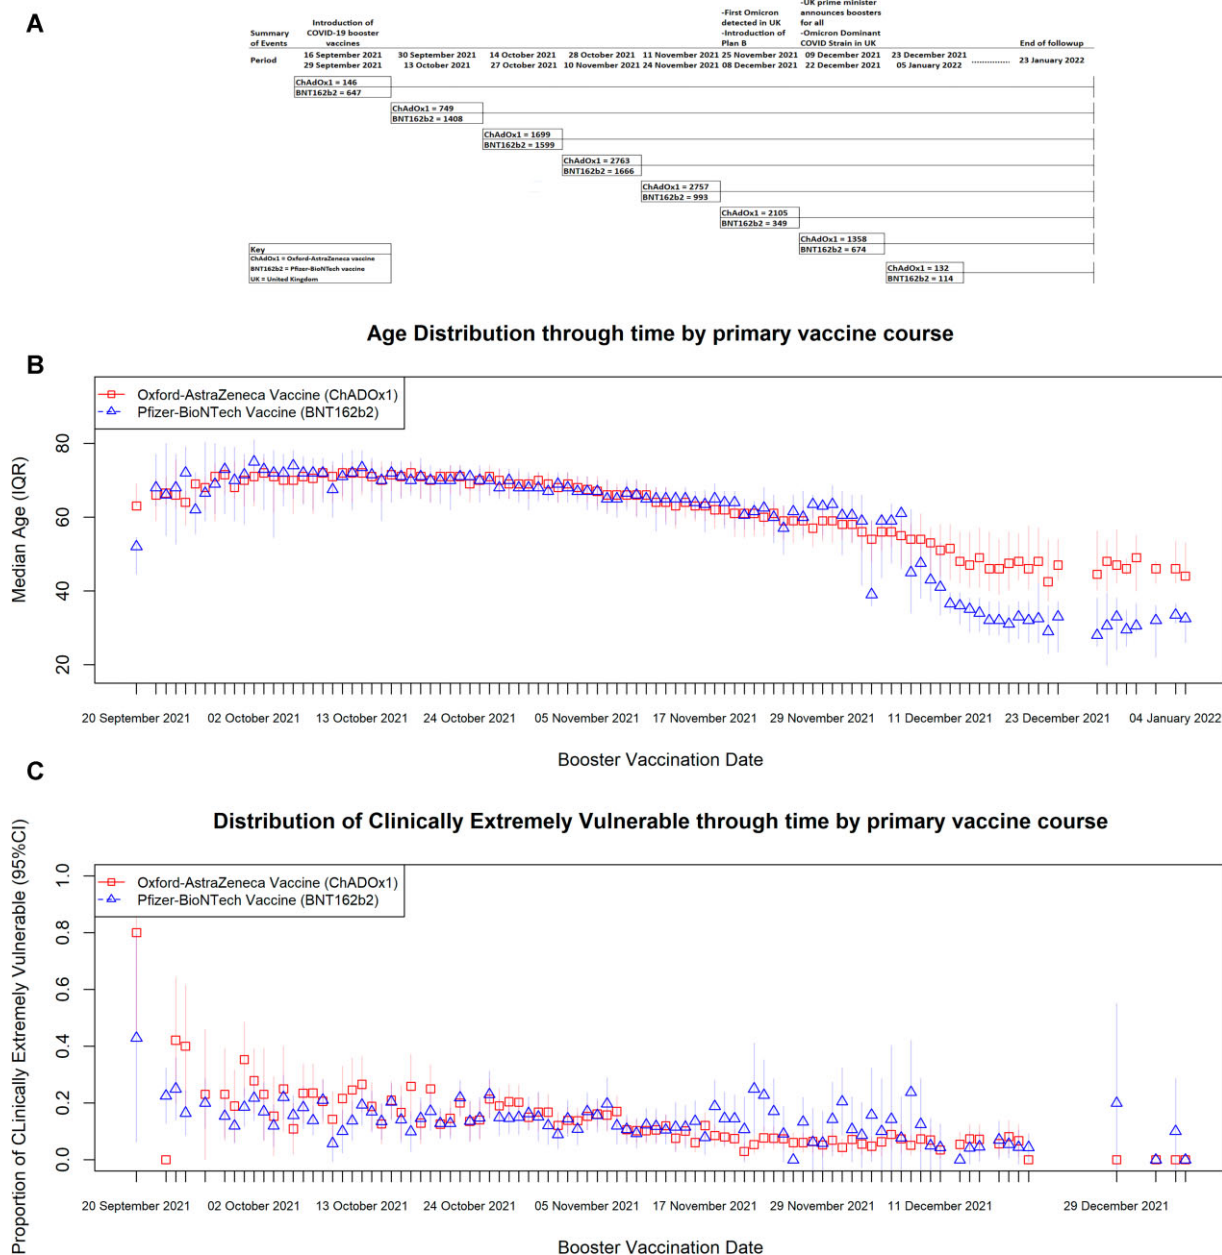 A
Summary
of Events
Introduction of
COVID-19 booster
vaccines
-First Omicron
detected in UK
-Introduction of
Plan B
-UK prime minister
announces boosters
for all
-Omicron Dominant
COVID Strain in UK
End of followup
Period
16 September 2021 30 September 2021 14 October 2021 28 October 2021 11 November 2021 25 November 2021 09 December 2021 23 December 2021
29 September 2021 13 October 2021 27 October 2021 10 November 2021 24 November 2021 08 December 2021 22 December 2021 05 January 2022 .............. 23 January 2022
ChAdOx1 = 146
BNT162b2 = 647
ChAdOx1 = 749
BNT162b2 = 1408
ChAdOx1 = 1699
BNT162b2 = 1599
ChAdOx1 = 2763
BNT162b2 = 1666
ChAdOx1 = 2757
BNT162b2 = 993
ChAdOx1 = 2105
BNT162b2 = 349
ChAdOx1 = 1358
BNT162b2 = 674
ChAdOx1 = 132
BNT162b2 = 114
Key
ChAdOx1 = Oxford-AstraZeneca vaccine
BNT162b2 = Pfizer-BioNTech vaccine
UK = United Kingdom
Age Distribution through time by primary vaccine course
B
Oxford-AstraZeneca Vaccine (ChADOx1)
Pfizer-BioNTech Vaccine (BNT162b2)
Median Age (IQR)
80
60
40
20
20 September 2021 02 October 2021 13 October 2021 24 October 2021 05 November 2021 17 November 2021 29 November 2021 11 December 2021 23 December 2021 04 January 2022
Booster Vaccination Date
C
Distribution of Clinically Extremely Vulnerable through time by primary vaccine course
Oxford-AstraZeneca Vaccine (ChADOx1)
Pfizer-BioNTech Vaccine (BNT162b2)
Proportion of Clinically Extremely Vulnerable (95%CI)
1.0
0.8
0.6
0.4
0.2
0.0
20 September 2021 02 October 2021 13 October 2021 24 October 2021 05 November 2021 17 November 2021 29 November 2021 11 December 2021 29 December 2021
Booster Vaccination Date